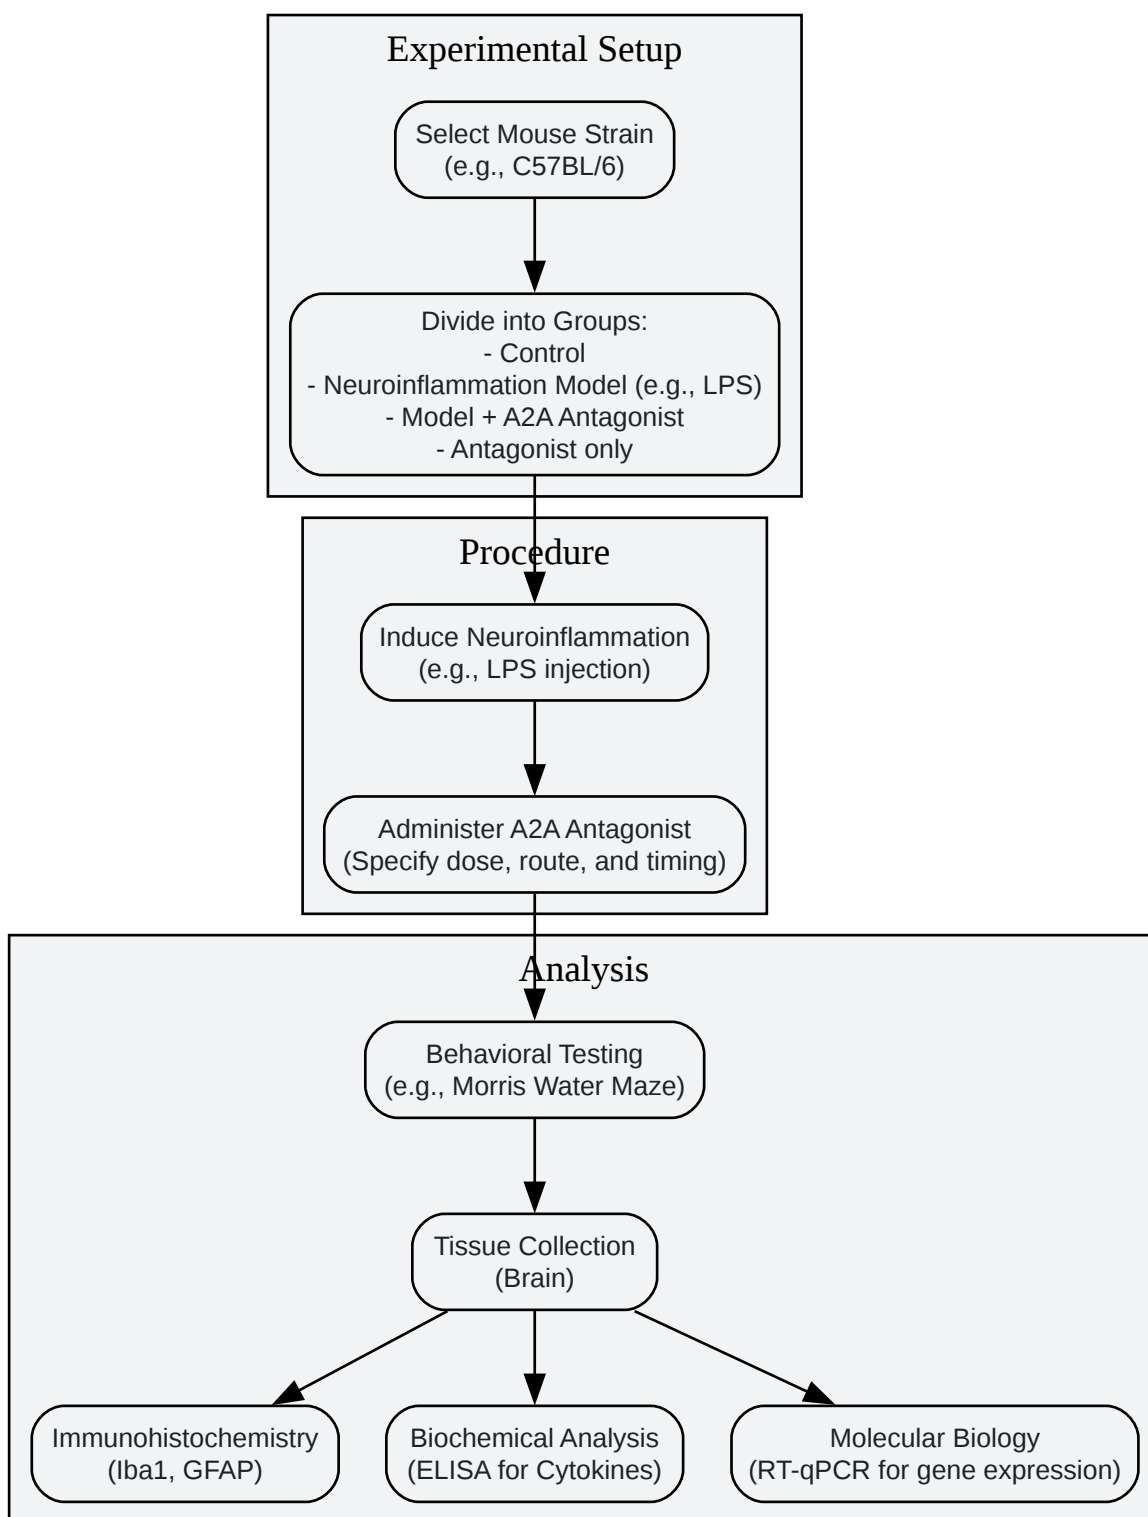 Experimental Setup
Select Mouse Strain
(e.g., C57BL/6)
Divide into Groups:
- Control
- Neuroinflammation Model (e.g., LPS)
- Model + A2A Antagonist
- Antagonist only
Procedure
Induce Neuroinflammation
(e.g., LPS injection)
Administer A2A Antagonist
(Specify dose, route, and timing)
Analysis
Behavioral Testing
(e.g., Morris Water Maze)
Tissue Collection
(Brain)
Immunohistochemistry
(Iba1, GFAP)
Biochemical Analysis
(ELISA for Cytokines)
Molecular Biology
(RT-qPCR for gene expression)